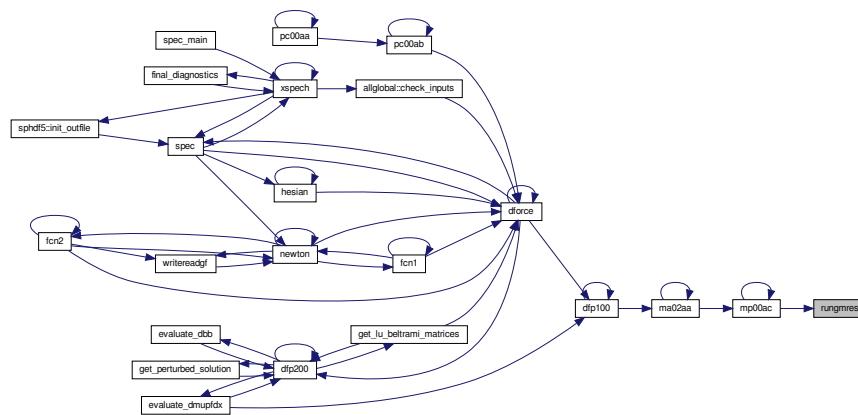 pc00aa
pc00ab
spec_main
final_diagnostics
xspech
allglobal::check_inputs
sphdf5::init_outfile
spec
hesian
dforce
fcn2
newton
writereadgf
fcn1
dfp100
ma02aa
mp00ac
rungmres
evaluate_dbb
get_lu_beltrami_matrices
get_perturbed_solution
dfp200
evaluate_dmupfdx